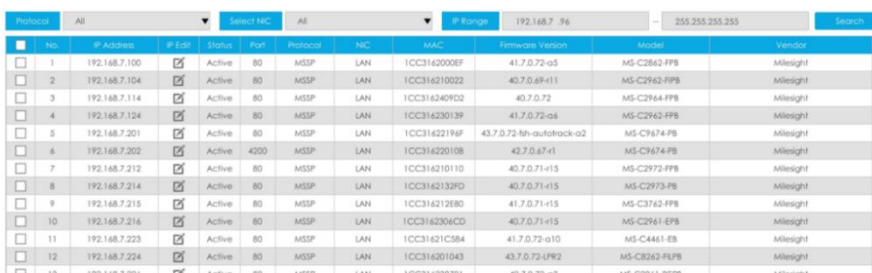 Protocol All Select NIC All IP Range 192.168.7 .96 -- 255.255.255.255 Search
No. IP Address IP Edit Status Port Protocol NIC MAC Firmware Version Model Vendor
1 192.168.7.100 Active 80 MSSP LAN 1CC3162000EF 41.7.0.72-a5 MS-C2862-FPB Milesight
2 192.168.7.104 Active 80 MSSP LAN 1CC316210022 40.7.0.69-r11 MS-C2962-FIPB Milesight
3 192.168.7.114 Active 80 MSSP LAN 1CC3162409D2 40.7.0.72 MS-C2964-FPB Milesight
4 192.168.7.124 Active 80 MSSP LAN 1CC316230139 41.7.0.72-a6 MS-C2962-FPB Milesight
5 192.168.7.201 Active 80 MSSP LAN 1CC31622196F 43.7.0.72-fsh-autotrack-a2 MS-C9674-PB Milesight
6 192.168.7.202 Active 4200 MSSP LAN 1CC31622010B 42.7.0.67-r1 MS-C9674-PB Milesight
7 192.168.7.212 Active 80 MSSP LAN 1CC316210110 40.7.0.71-r15 MS-C2972-FPB Milesight
8 192.168.7.214 Active 80 MSSP LAN 1CC3162132FD 40.7.0.71-r15 MS-C2973-PB Milesight
9 192.168.7.215 Active 80 MSSP LAN 1CC316212E80 41.7.0.71-r15 MS-C3762-FPB Milesight
10 192.168.7.216 Active 80 MSSP LAN 1CC3162306CD 40.7.0.71-r15 MS-C2961-EPB Milesight
11 192.168.7.223 Active 80 MSSP LAN 1CC31621C5B4 41.7.0.72-a10 MS-C4461-EB Milesight
12 192.168.7.224 Active 80 MSSP LAN 1CC316201043 43.7.0.72-LPR2 MS-C8262-FILPB Milesight